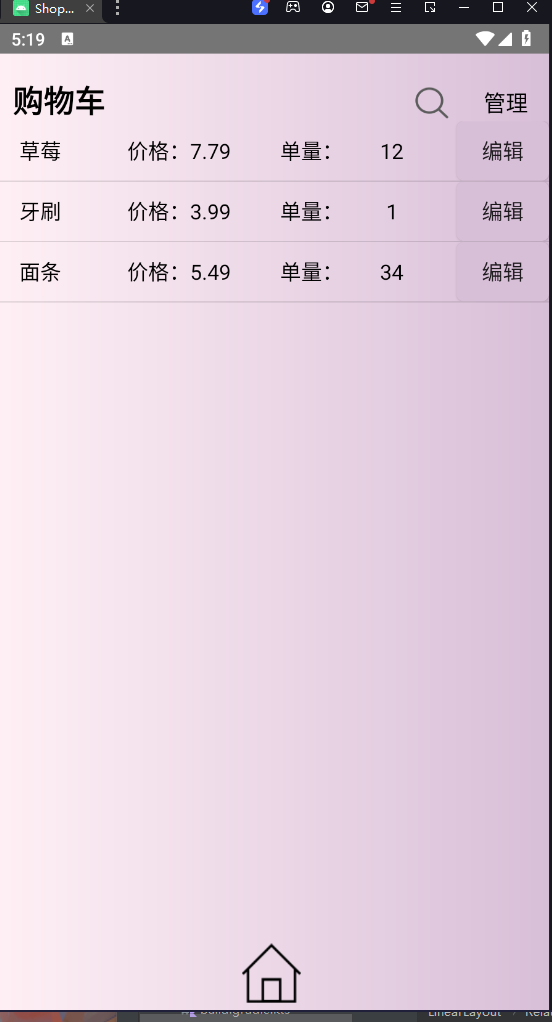 Shop...
5:19 A
购物车 管理
草莓 价格：7.79 单量： 12 编辑
牙刷 价格：3.99 单量： 1 编辑
面条 价格：5.49 单量： 34 编辑
LinearLayout Rela